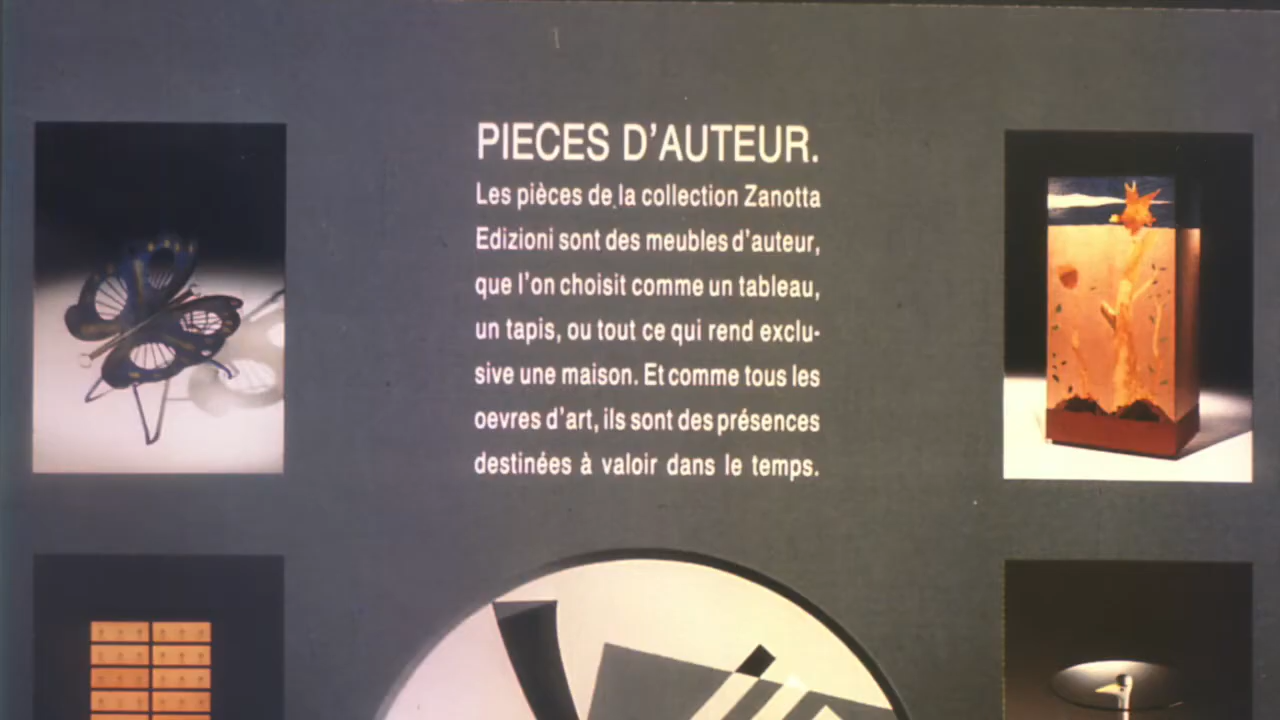 PIECES D'AUTEUR.
Les pièces de la collection Zanotta
Edizioni sont des meubles d'auteur,
que l'on choisit comme un tableau,
un tapis, ou tout ce qui rend exclu-
sive une maison. Et comme tous les
oevres d'art, ils sont des présences
destinées à valoir dans le temps.